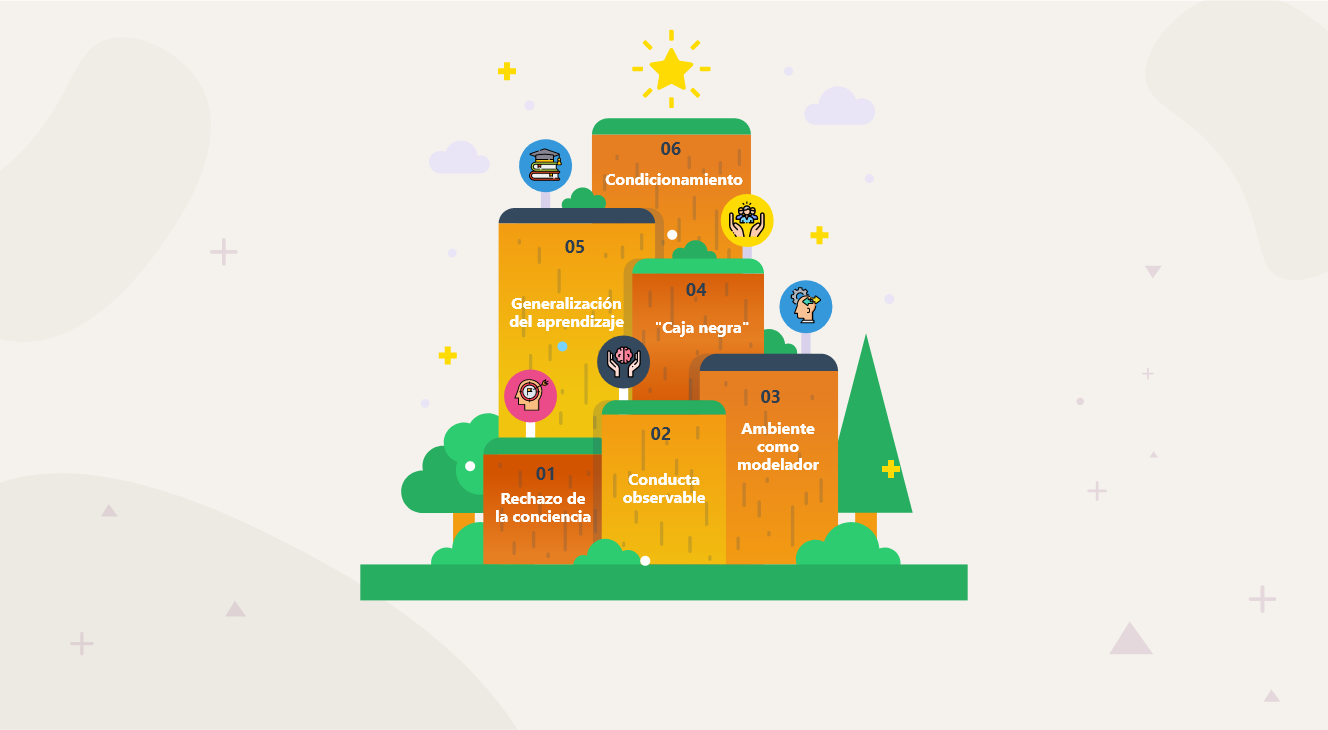 06
Condicionamiento
05
Generalización
del aprendizaje
04
"Caja negra"
03
Ambiente
como
modelador
02
Conducta
observable
01
Rechazo de
la conciencia